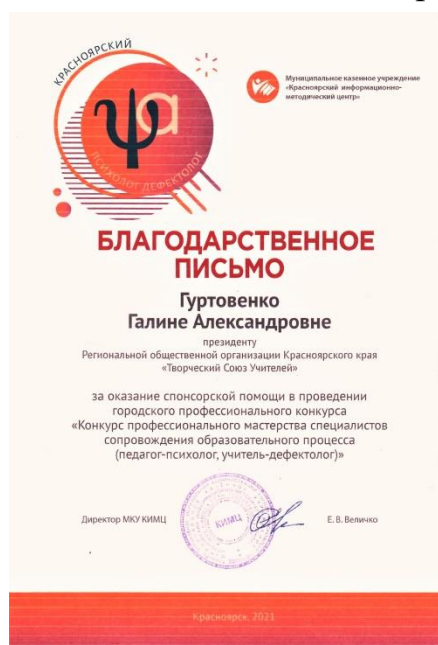 КРАСНОЯРСКИЙ
ψа
ПСИХОЛОГ ДЕФЕКТОЛОГ
Муниципальное казенное учреждение
«Красноярский информационно-
методический центр»
БЛАГОДАРСТВЕННОЕ
ПИСЬМО
Гуртовенко
Галине Александровне
президенту
Региональной общественной организации Красноярского края
«Творческий Союз Учителей»
за оказание спонсорской помощи в проведении
городского профессионального конкурса
«Конкурс профессионального мастерства специалистов
сопровождения образовательного процесса
(педагог-психолог, учитель-дефектолог)»
Директор МКУ КИМЦ
КИМЦ
Е. В. Величко
Красноярск, 2021